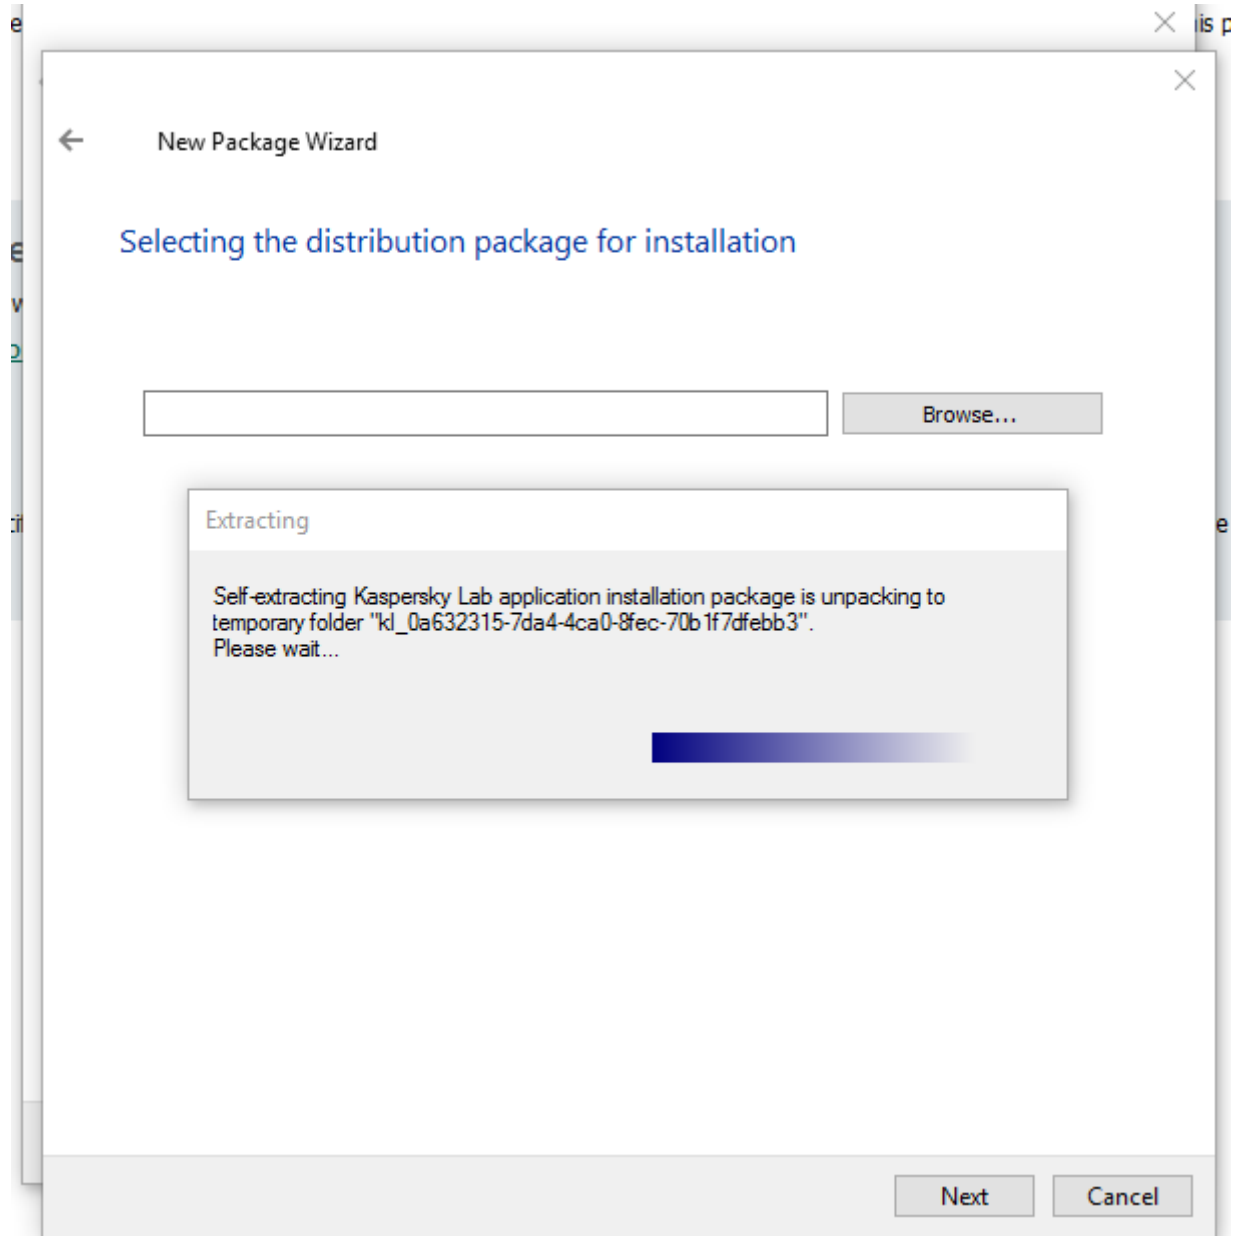 is p
New Package Wizard
Selecting the distribution package for installation
Browse...
Extracting
Self-extracting Kaspersky Lab application installation package is unpacking to
temporary folder "kl_0a632315-7da4-4ca0-8fec-70b1f7dfebb3".
Please wait...
Next
Cancel